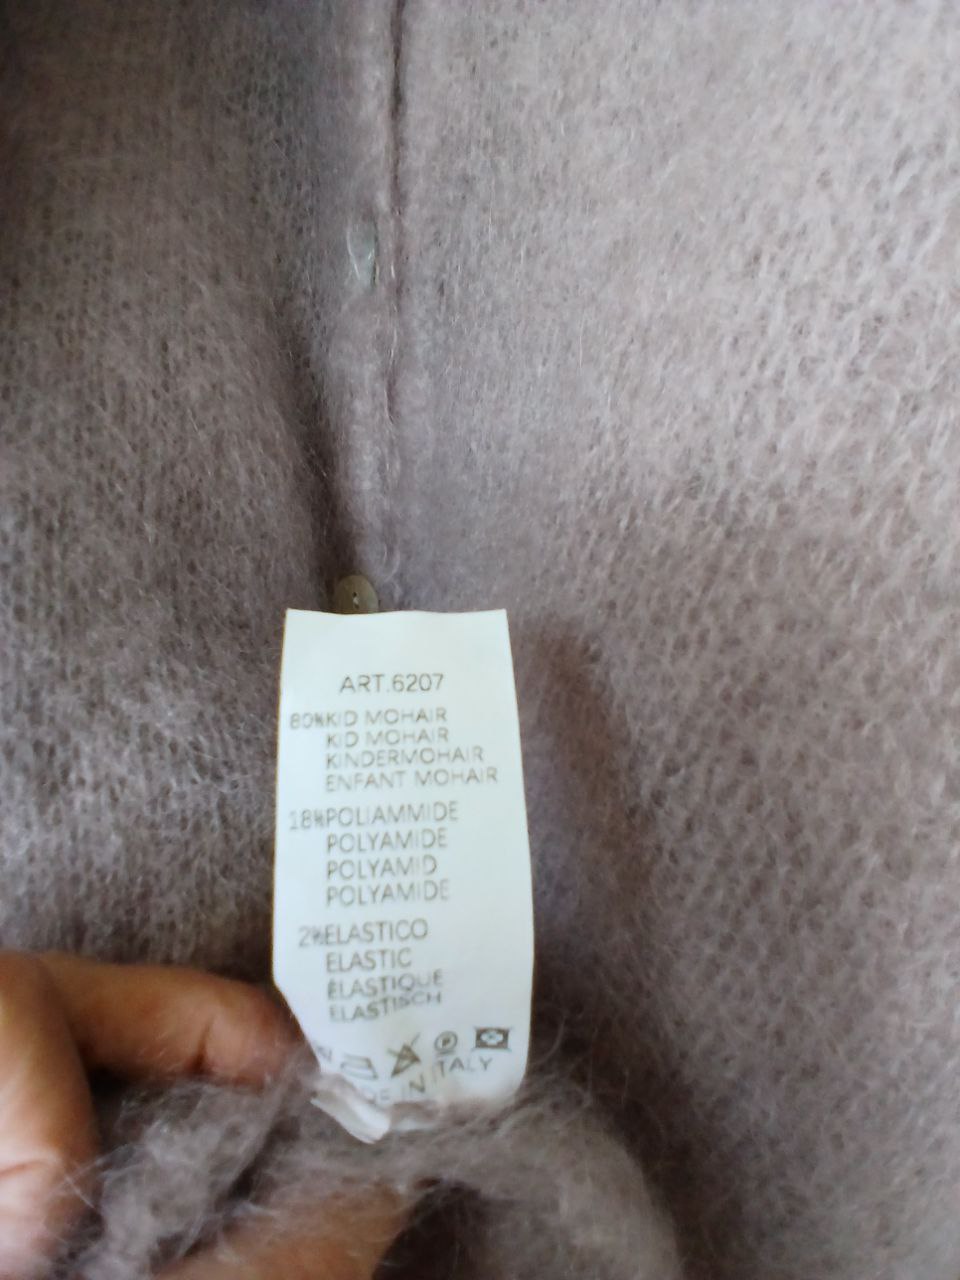 ART.6207
80%KID MOHAIR
KID MOHAIR
KINDERMOHAIR
ENFANT MOHAIR
18%POLIAMMIDE
POLYAMIDE
POLYAMID
POLYAMIDE
2%ELASTICO
ELASTIC
ÉLASTIQUE
ELASTISCH
IN ITALY